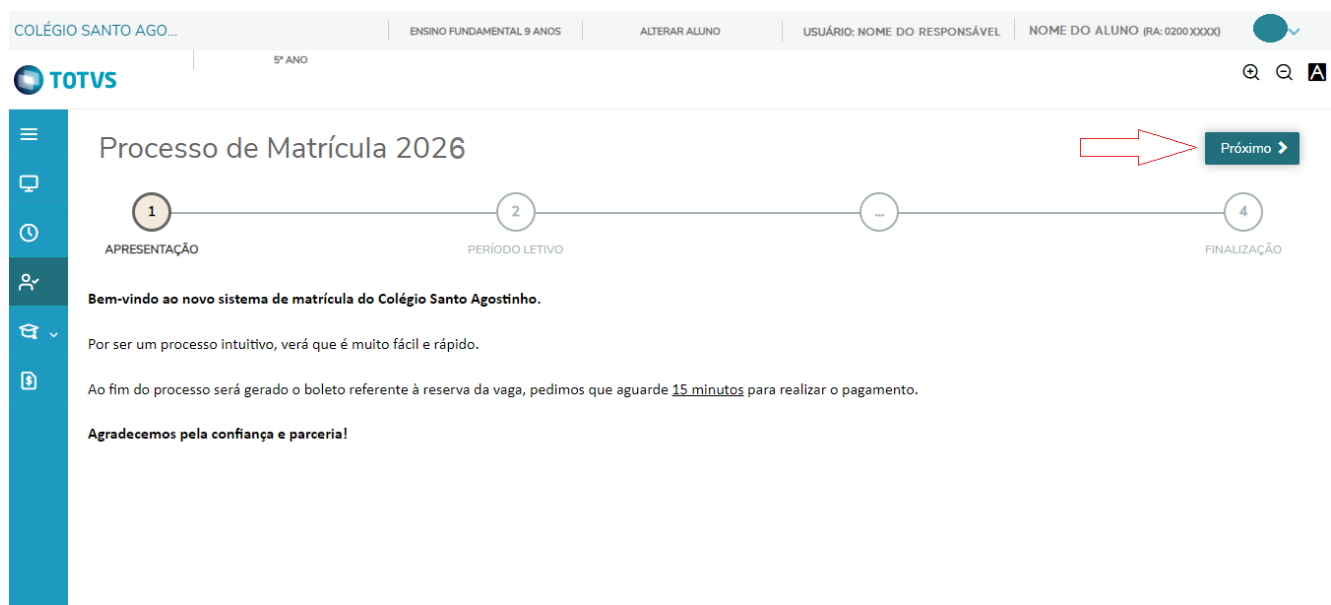 COLÉGIO SANTO AGO...
ENSINO FUNDAMENTAL 9 ANOS
ALTERAR ALUNO
USUÁRIO: NOME DO RESPONSÁVEL
NOME DO ALUNO (RA: 0200 XXXX)
5º ANO
TOTVS
A
Processo de Matrícula 2026
Próximo
1
2
...
4
APRESENTAÇÃO
PERÍODO LETIVO
FINALIZAÇÃO
Bem-vindo ao novo sistema de matrícula do Colégio Santo Agostinho.
Por ser um processo intuitivo, verá que é muito fácil e rápido.
Ao fim do processo será gerado o boleto referente à reserva da vaga, pedimos que aguarde 15 minutos para realizar o pagamento.
Agradecemos pela confiança e parceria!